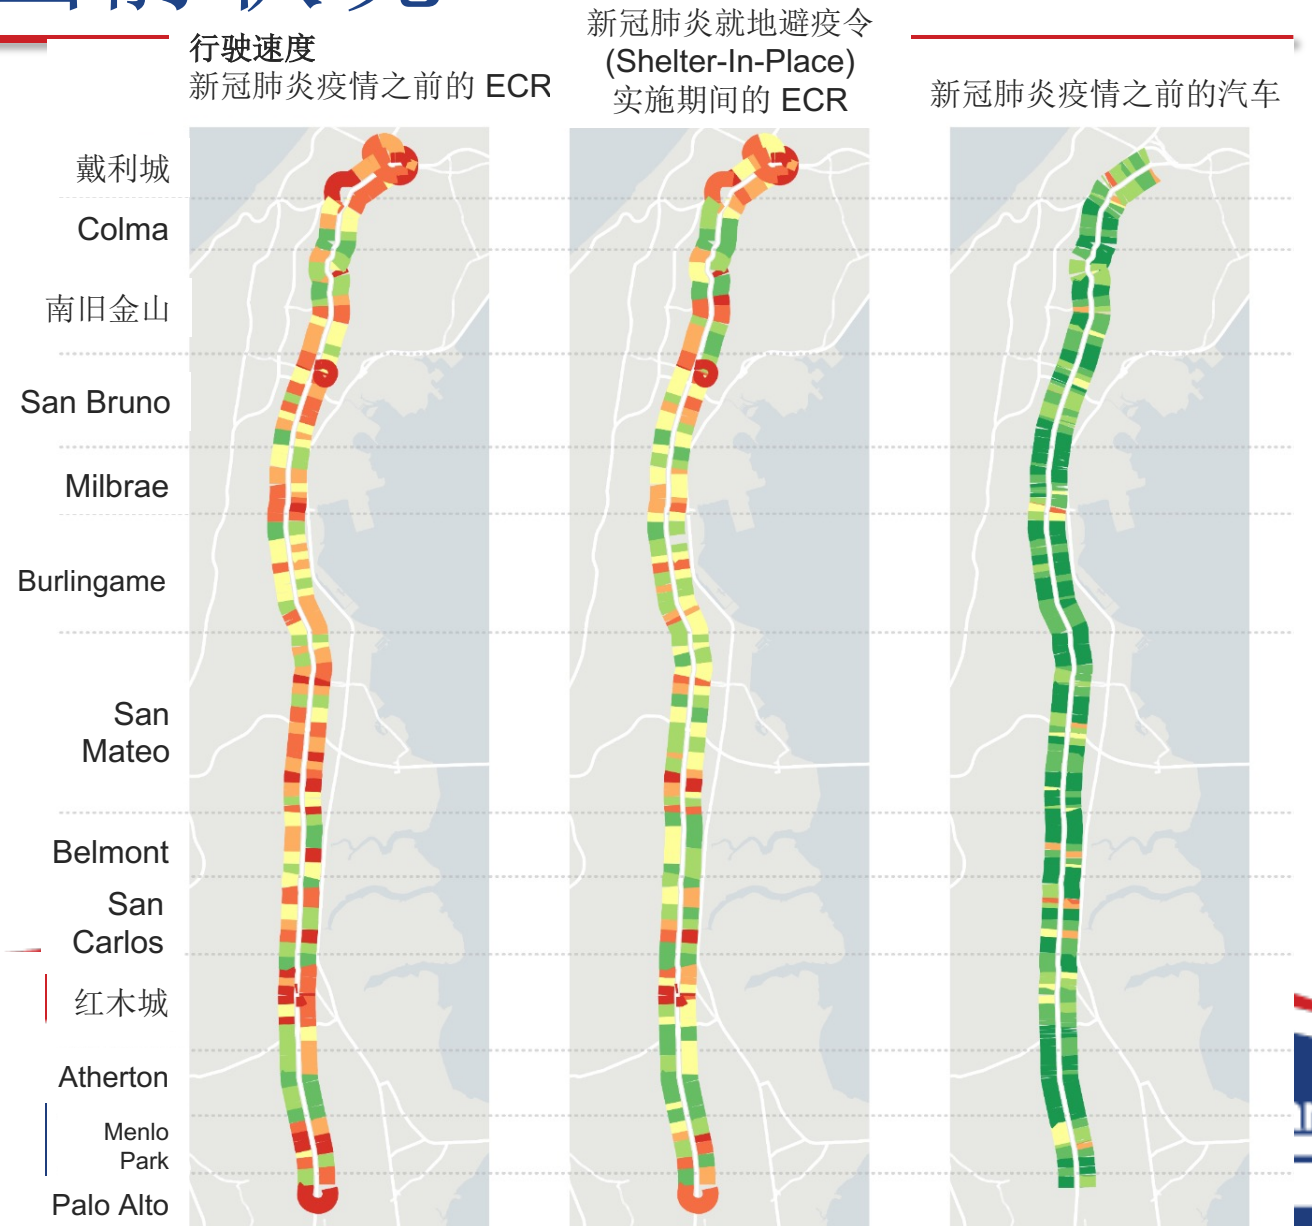 行驶速度
新冠肺炎疫情之前的 ECR
新冠肺炎就地避疫令
(Shelter-In-Place)
实施期间的 ECR
新冠肺炎疫情之前的汽车
戴利城
Colma
南旧金山
San Bruno
Milbrae
Burlingame
San
Mateo
Belmont
San
Carlos
红木城
Atherton
Menlo
Park
Palo Alto